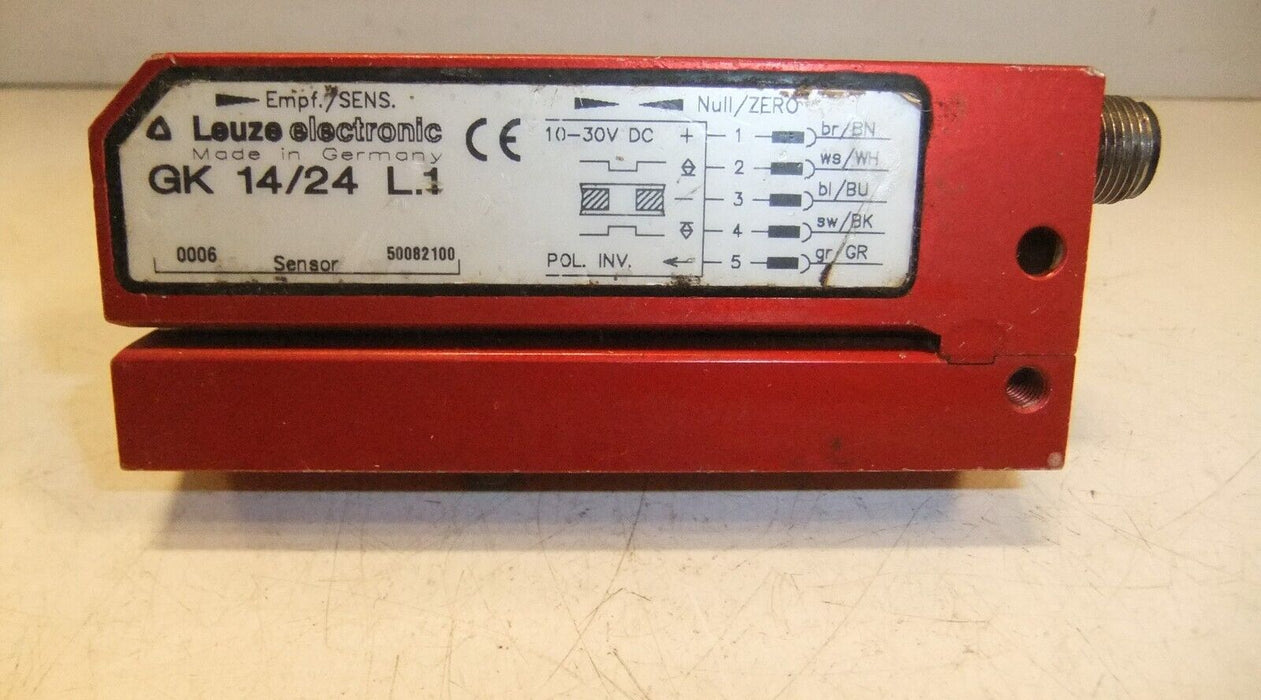 Empf./SENS.
Leuze electronic
Made in Germany
GK 14/24 L.1
0006 Sensor 50082100
CE
Null/ZERO
10-30V DC + 1 br/BN
2 ws/WH
- 3 bl/BU
4 sw/BK
POL. INV. 5 gr/GR